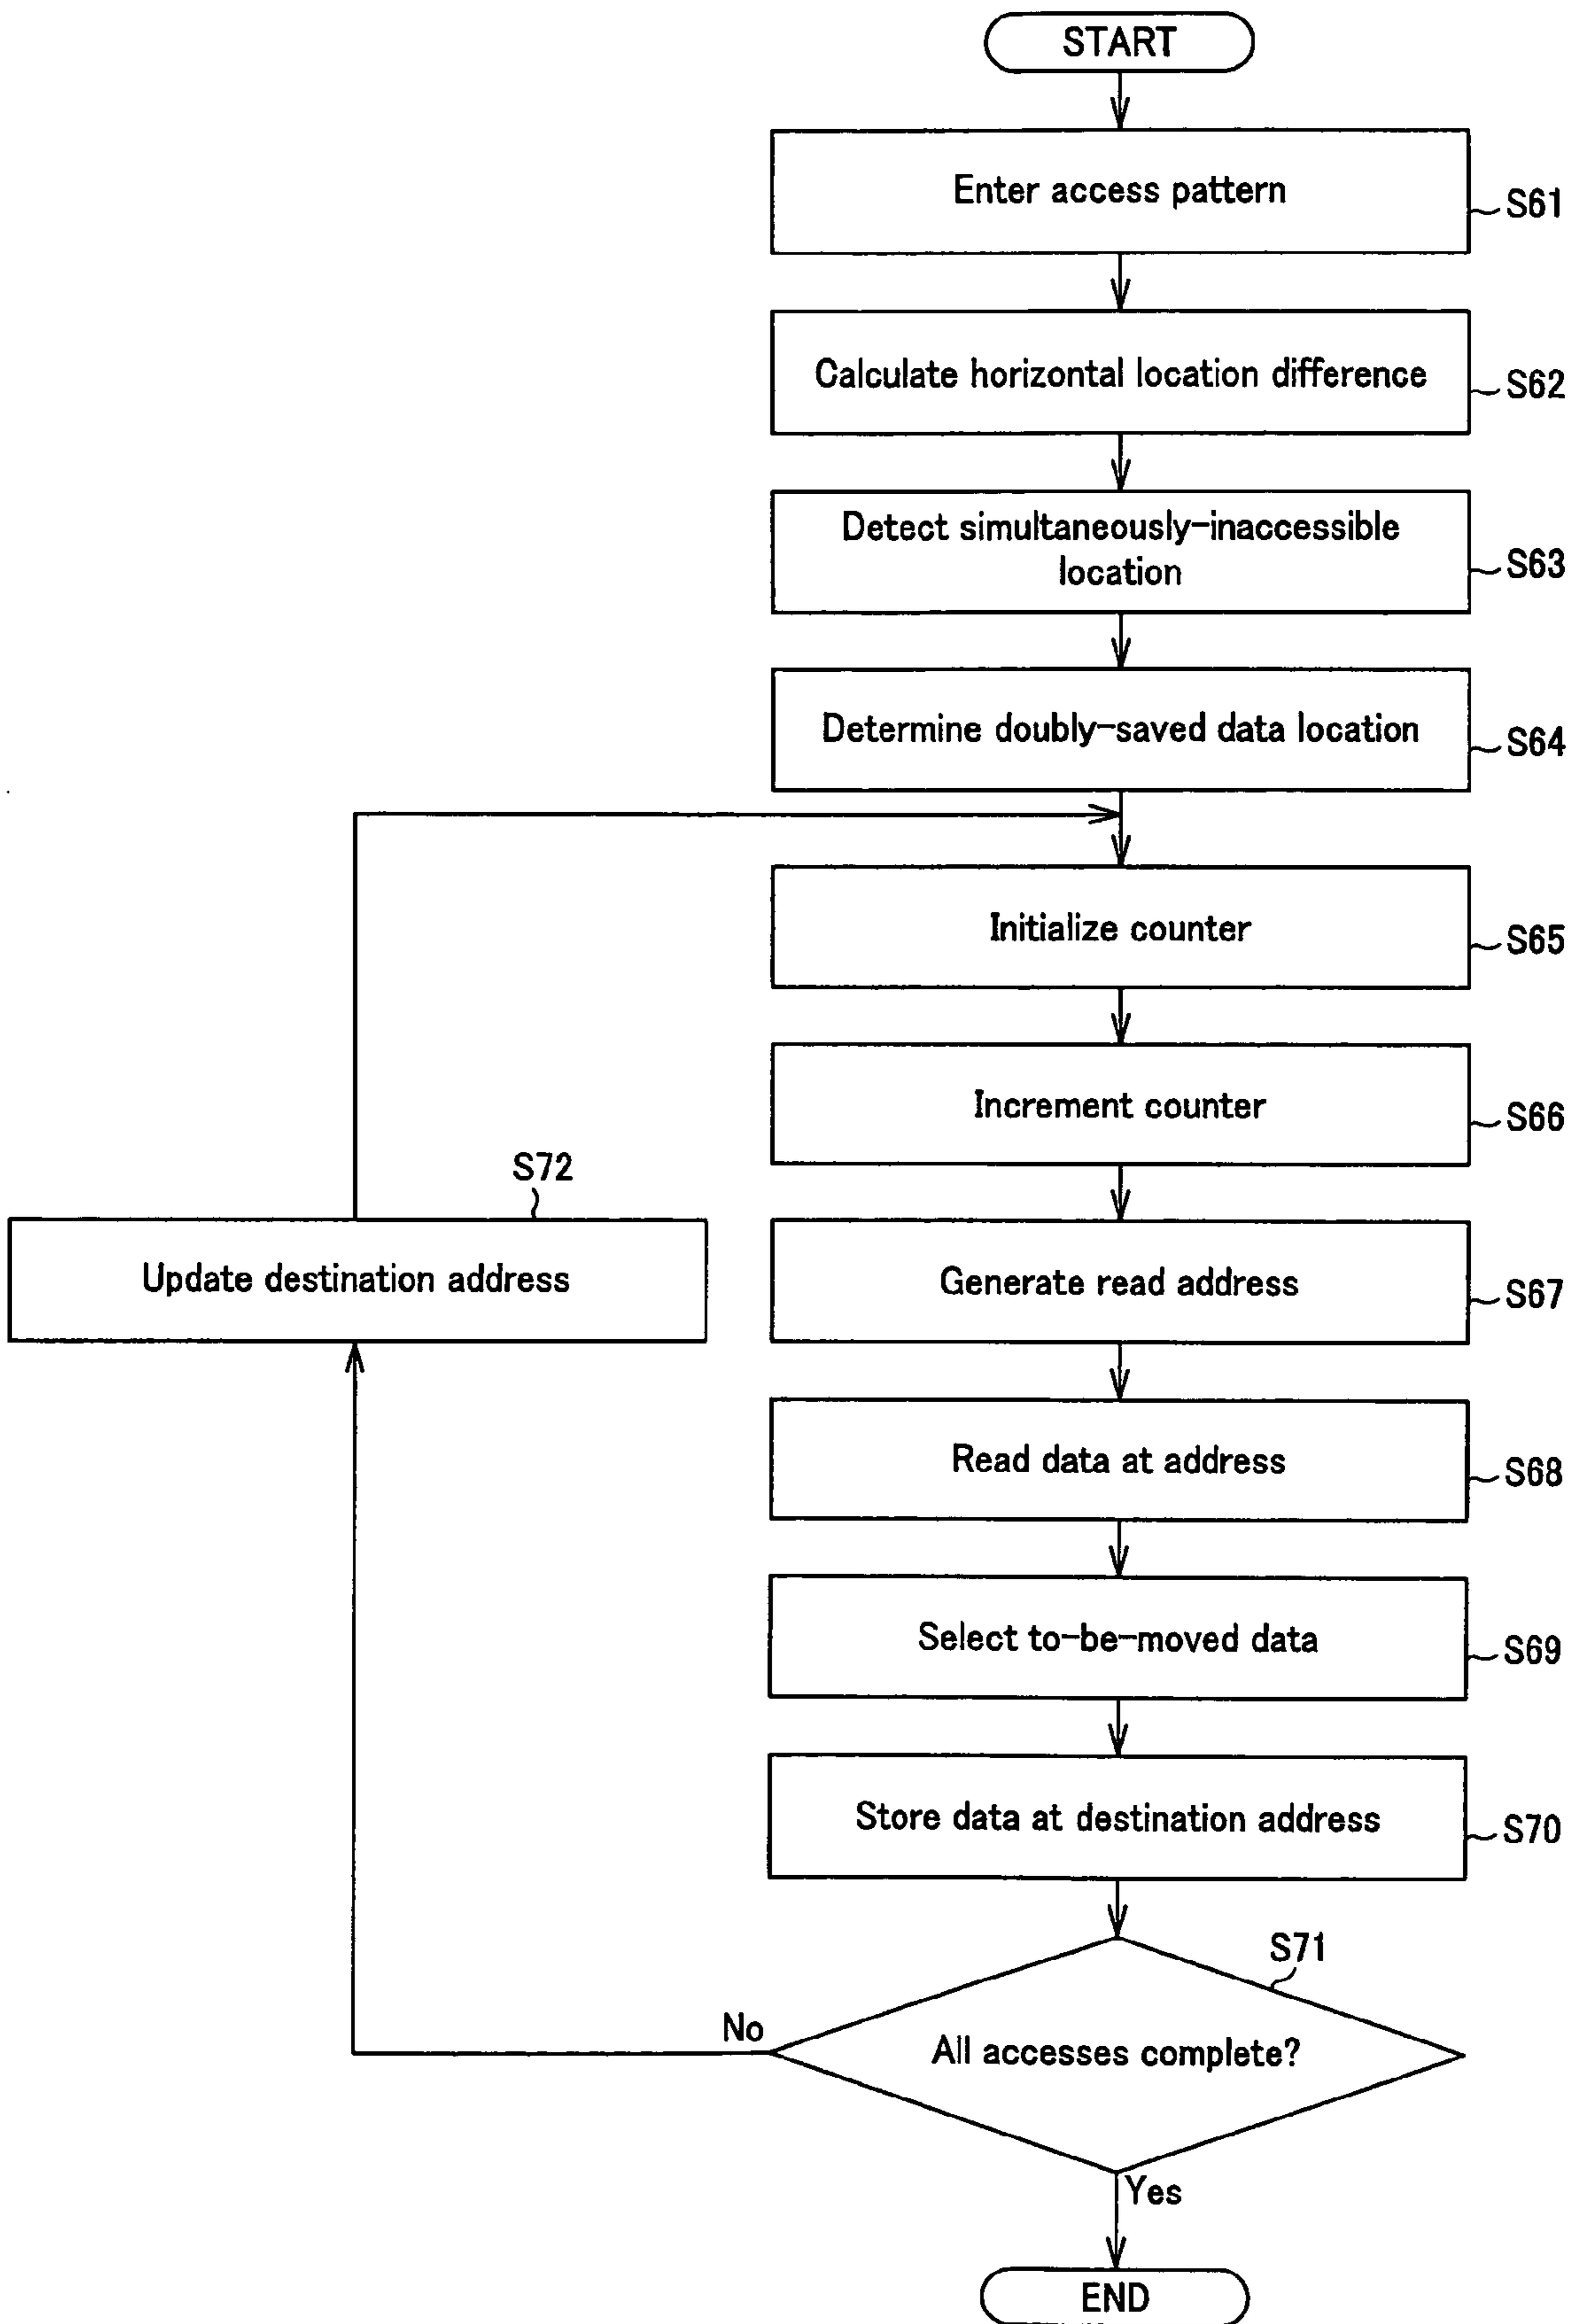 START
Enter access pattern
S61
Calculate horizontal location difference
S62
Detect simultaneously-inaccessible
location
S63
Determine doubly-saved data location
S64
Initialize counter
S65
Increment counter
S66
S72
Update destination address
Generate read address
S67
Read data at address
S68
Select to-be-moved data
S69
Store data at destination address
S70
S71
No
All accesses complete?
Yes
END